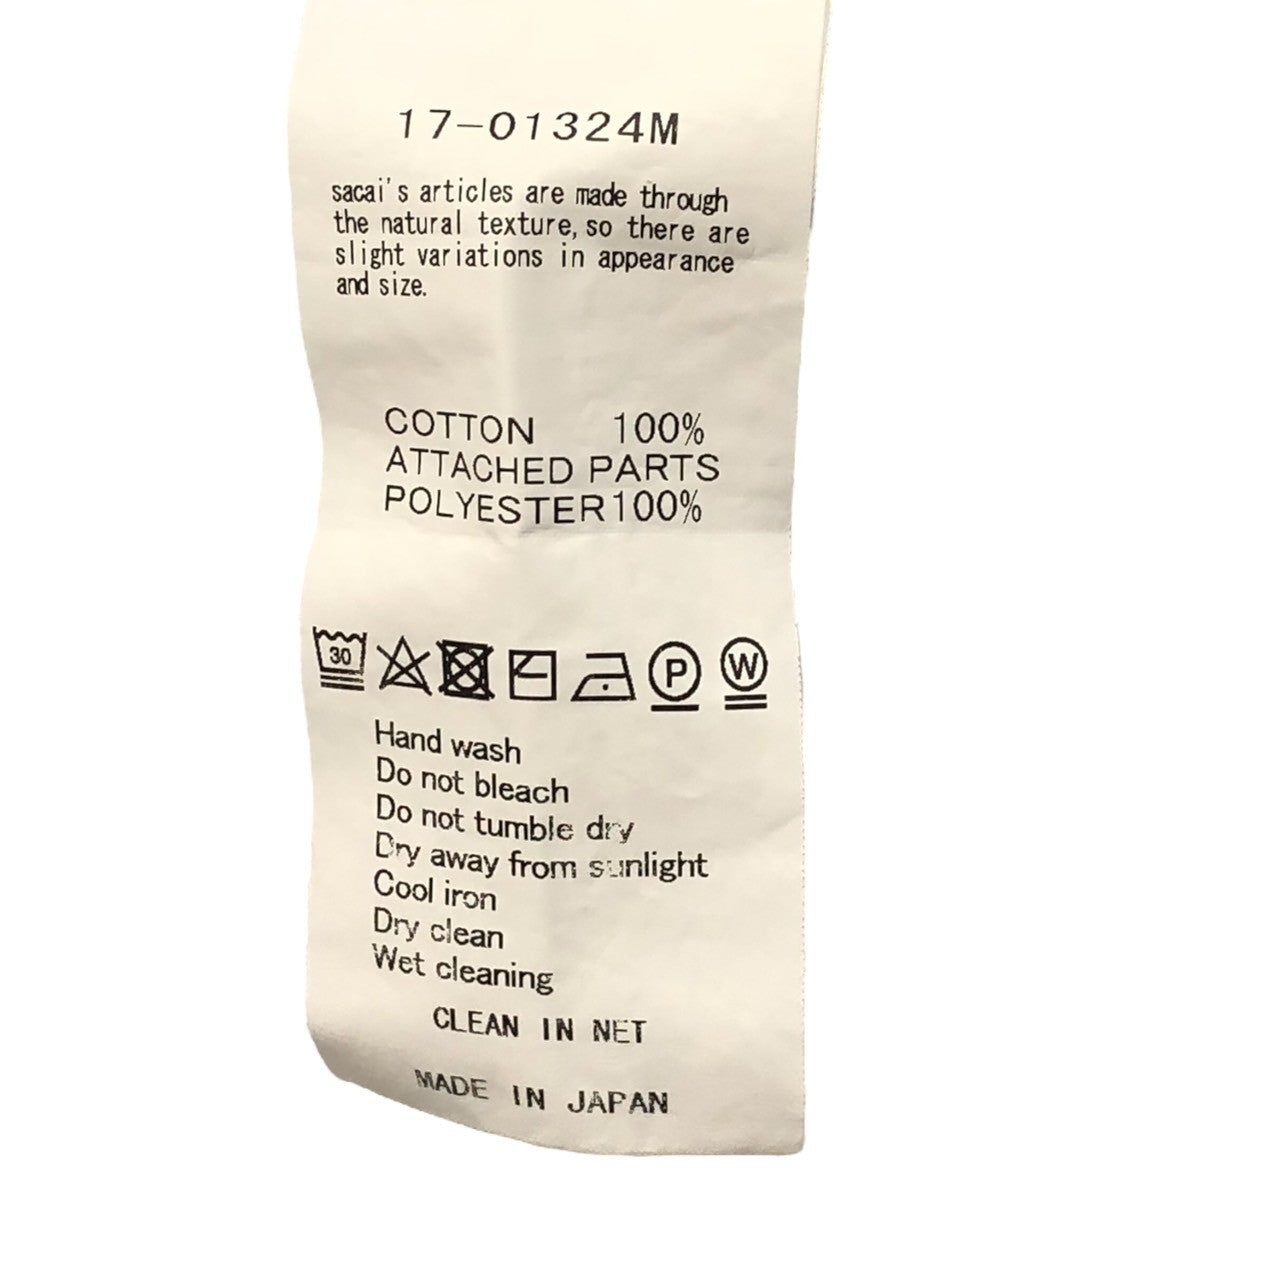 17-01324M
sacai's articles are made through
the natural texture, so there are
slight variations in appearance
and size.
COTTON 100%
ATTACHED PARTS
POLYESTER100%
30 P W
Hand wash
Do not bleach
Do not tumble dry
Dry away from sunlight
Cool iron
Dry clean
Wet cleaning
CLEAN IN NET
MADE IN JAPAN